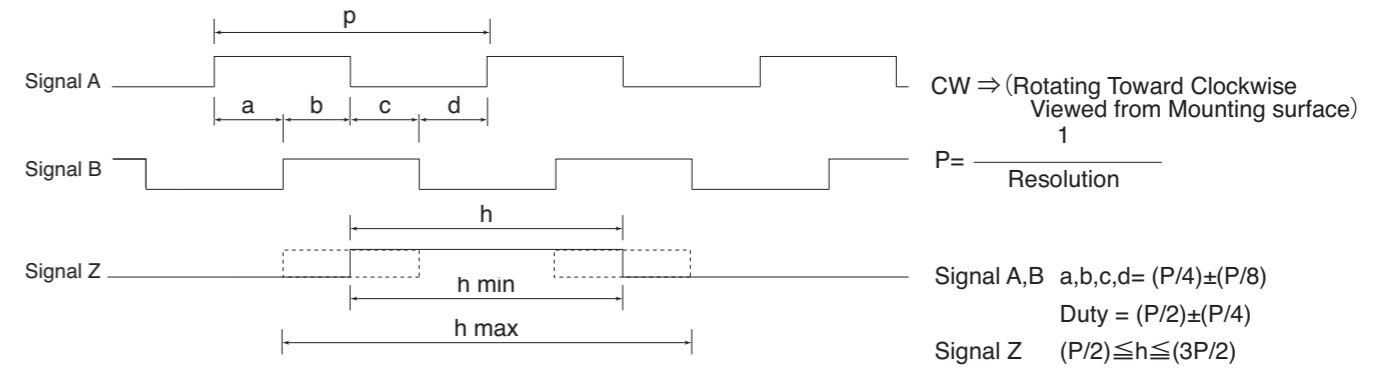 p
Signal A
a b c d
CW ⇒ (Rotating Toward Clockwise
Viewed from Mounting surface)
Signal B
P= 1
Resolution
h
Signal Z
h min
h max
Signal A,B a,b,c,d= (P/4)±(P/8)
Duty = (P/2)±(P/4)
Signal Z (P/2)≦h≦(3P/2)